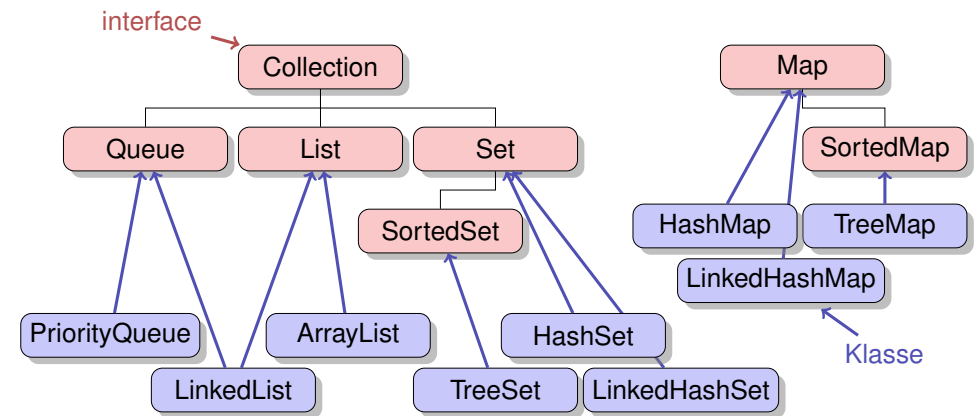 interface
Collection
Map
Queue
List
Set
SortedMap
SortedSet
HashMap
TreeMap
LinkedHashMap
PriorityQueue
ArrayList
HashSet
Klasse
LinkedList
TreeSet
LinkedHashSet